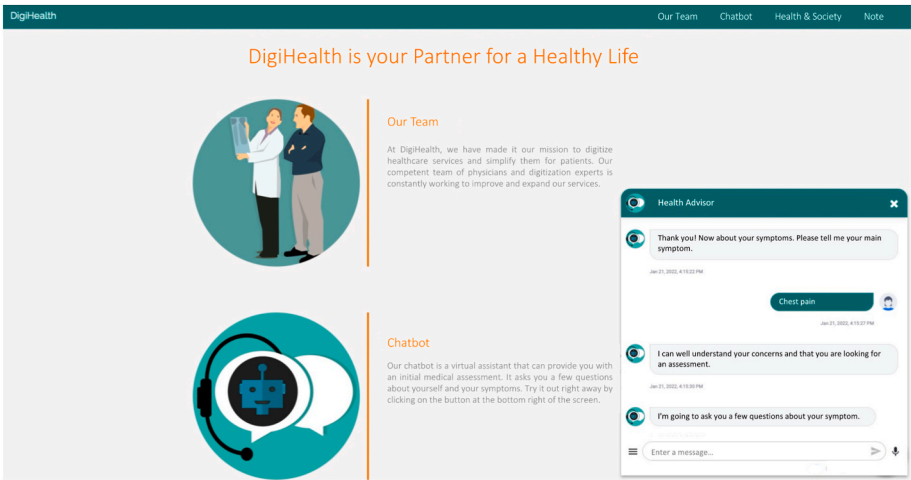 DigiHealth
Our Team Chatbot Health & Society Note
DigiHealth is your Partner for a Healthy Life
Our Team
At DigiHealth, we have made it our mission to digitize
healthcare services and simplify them for patients. Our
competent team of physicians and digitization experts is
constantly working to improve and expand our services.
Chatbot
Our chatbot is a virtual assistant that can provide you with
an initial medical assessment. It asks you a few questions
about yourself and your symptoms. Try it out right away by
clicking on the button at the bottom right of the screen.
Health Advisor
Thank you! Now about your symptoms. Please tell me your main
symptom.
Jan 21, 2022, 4:15:22 PM
Chest pain
Jan 21, 2022, 4:15:27 PM
I can well understand your concerns and that you are looking for
an assessment.
Jan 21, 2022, 4:15:30 PM
I'm going to ask you a few questions about your symptom.
Enter a message...